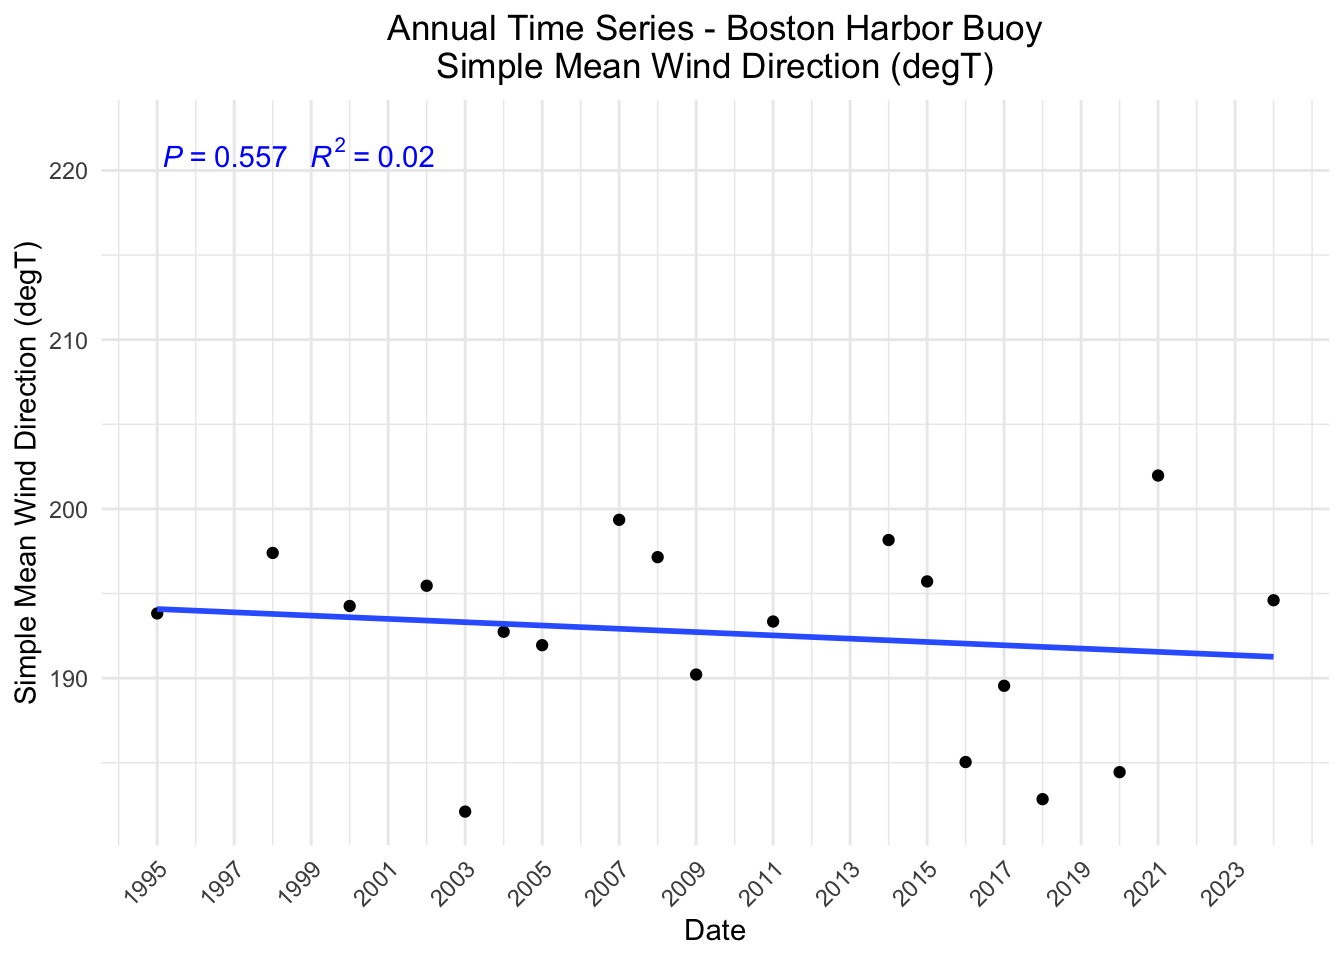 Annual Time Series - Boston Harbor Buoy
Simple Mean Wind Direction (degT)
P = 0.557 R² = 0.02
Simple Mean Wind Direction (degT)
220
210
200
190
1995 1997 1999 2001 2003 2005 2007 2009 2011 2013 2015 2017 2019 2021 2023
Date